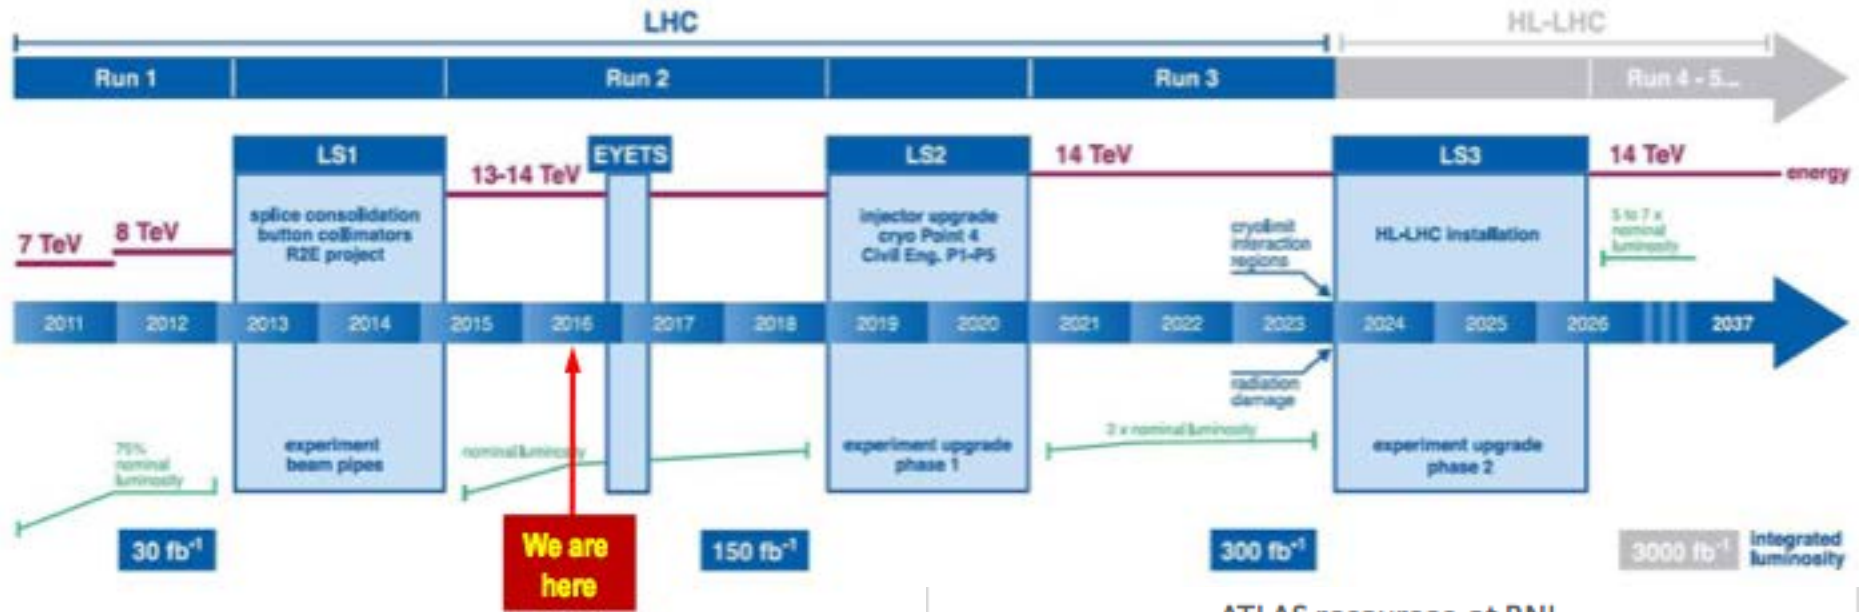 LHC
HL-LHC
Run 1
Run 2
Run 3
Run 4 - 5...
LS1
EYETS
LS2
14 TeV
LS3
14 TeV
13-14 TeV
energy
splice consolidation
button collimators
R2E project
injector upgrade
cryo Point 4
Civil Eng. P1-P5
cryolimit
interaction
regions
HL-LHC installation
5 to 7 x
nominal
luminosity
7 TeV
8 TeV
2011
2012
2013
2014
2015
2016
2017
2018
2019
2020
2021
2022
2023
2024
2025
2026
2037
radiation
damage
75%
nominal
luminosity
experiment
beam pipes
nominal luminosity
experiment upgrade
phase 1
2 x nominal luminosity
experiment upgrade
phase 2
30 fb⁻¹
We are
here
150 fb⁻¹
300 fb⁻¹
3000 fb⁻¹
integrated
luminosity